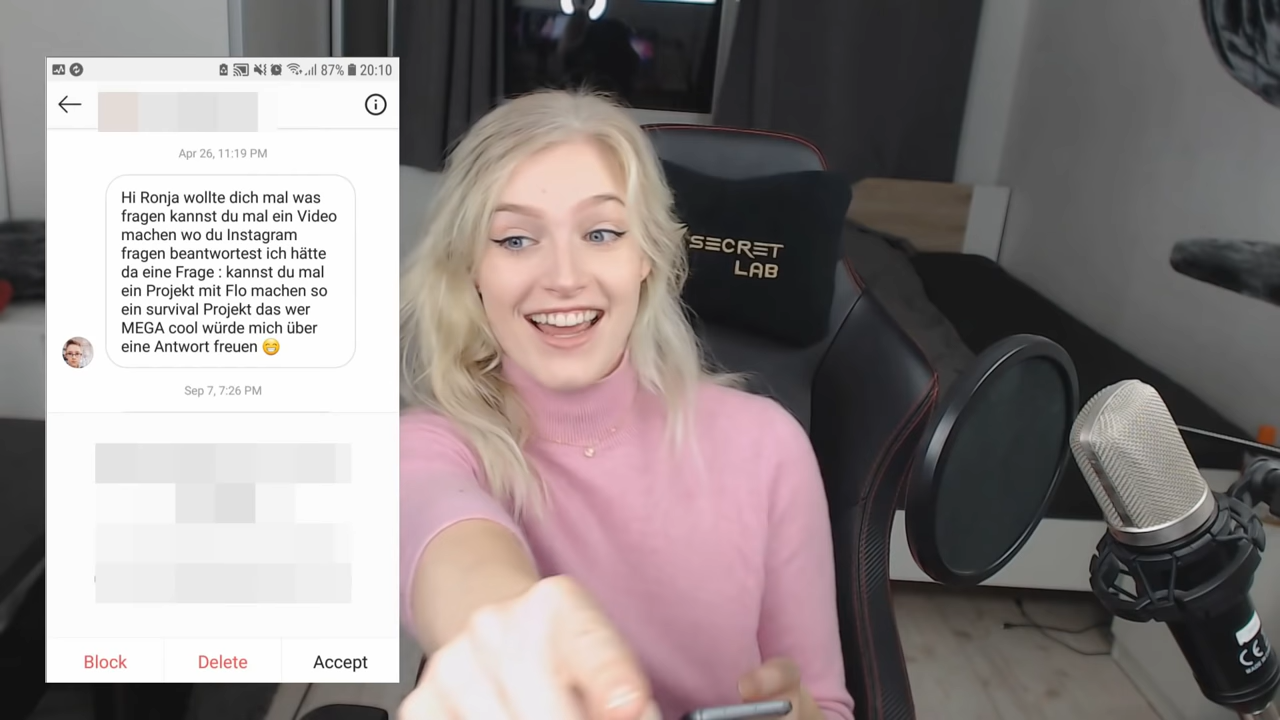 87% 20:10
Apr 26, 11:19 PM
Hi Ronja wollte dich mal was
fragen kannst du mal ein Video
machen wo du Instagram
fragen beantwortest ich hätte
da eine Frage : kannst du mal
ein Projekt mit Flo machen so
ein survival Projekt das wer
MEGA cool würde mich über
eine Antwort freuen 😁
Sep 7, 7:26 PM
Block Delete Accept
SECRET
LAB
CE